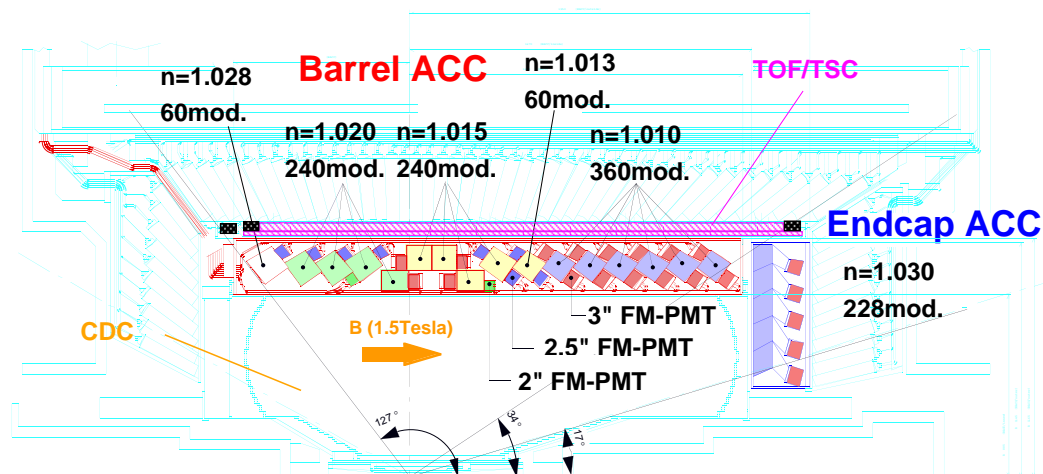 Barrel ACC
n=1.028
60mod.
n=1.013
60mod.
TOF/TSC
n=1.020
240mod.
n=1.015
240mod.
n=1.010
360mod.
Endcap ACC
n=1.030
228mod.
CDC
B (1.5Tesla)
3" FM-PMT
2.5" FM-PMT
2" FM-PMT
127°
34°
17°